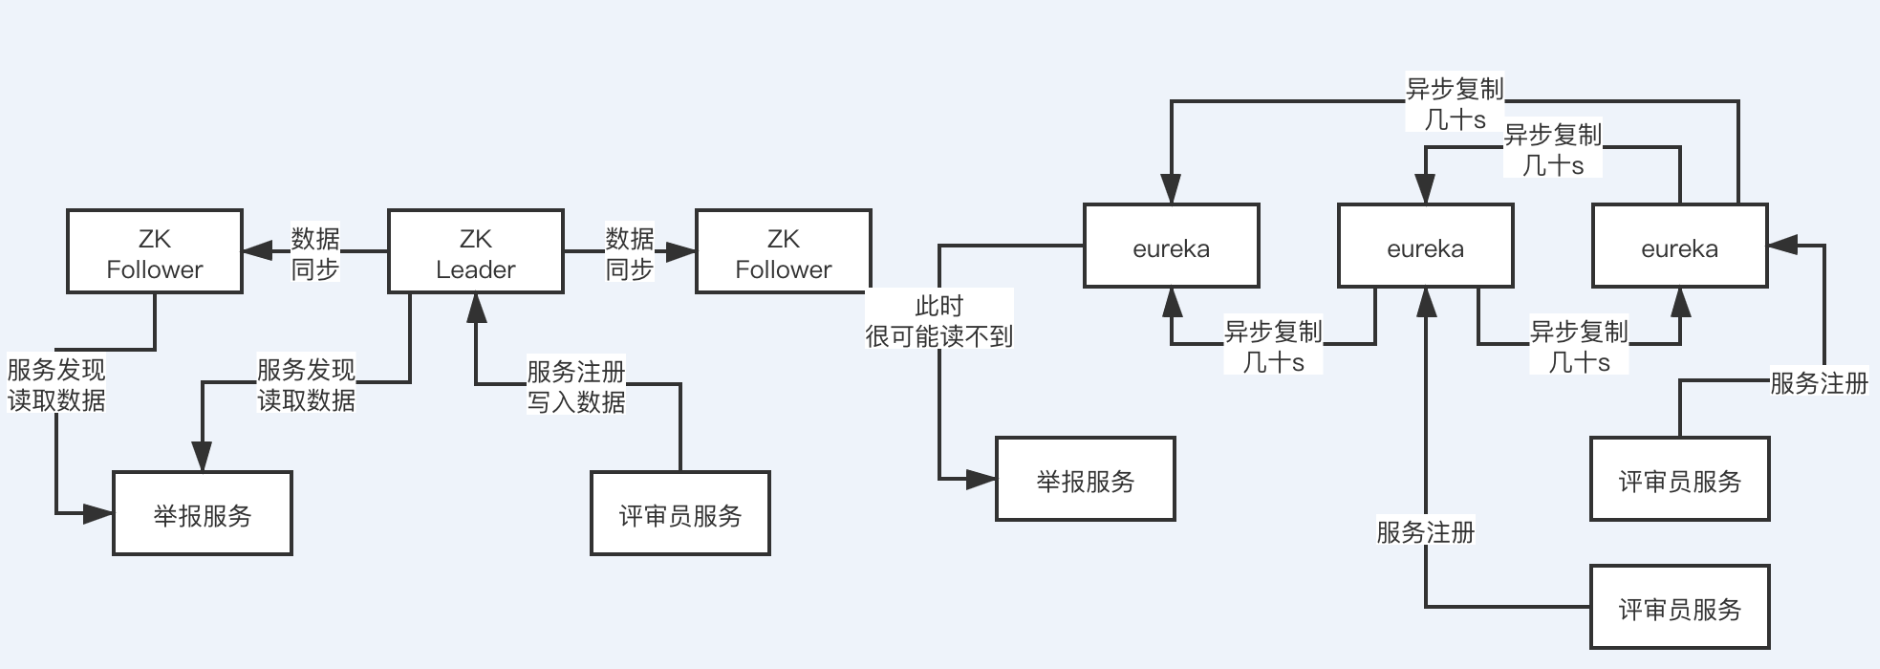 异步复制
几十s
异步复制
几十s
ZK
Follower
数据
同步
ZK
Leader
数据
同步
ZK
Follower
eureka
eureka
eureka
此时
很可能读不到
异步复制
几十s
异步复制
几十s
服务发现
读取数据
服务发现
读取数据
服务注册
写入数据
服务注册
举报服务
评审员服务
举报服务
评审员服务
服务注册
评审员服务